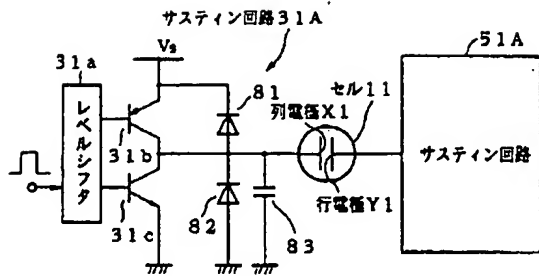 サスティン回路31A
51A
31a
Vs
81
セル11
列電極X1
レベルシフタ
31b
サスティン回路
31c
82
83
行電極Y1